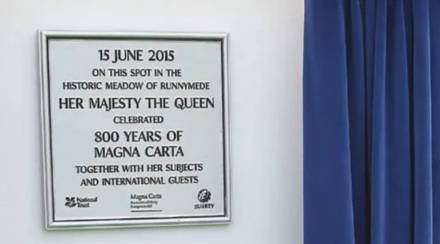 15 JUNE 2015
ON THIS SPOT IN THE
HISTORIC MEADOW OF RUNNYMEDE
HER MAJESTY THE QUEEN
CELEBRATED
800 YEARS OF
MAGNA CARTA
TOGETHER WITH HER SUBJECTS
AND INTERNATIONAL GUESTS
National
Trust
Magna Carta